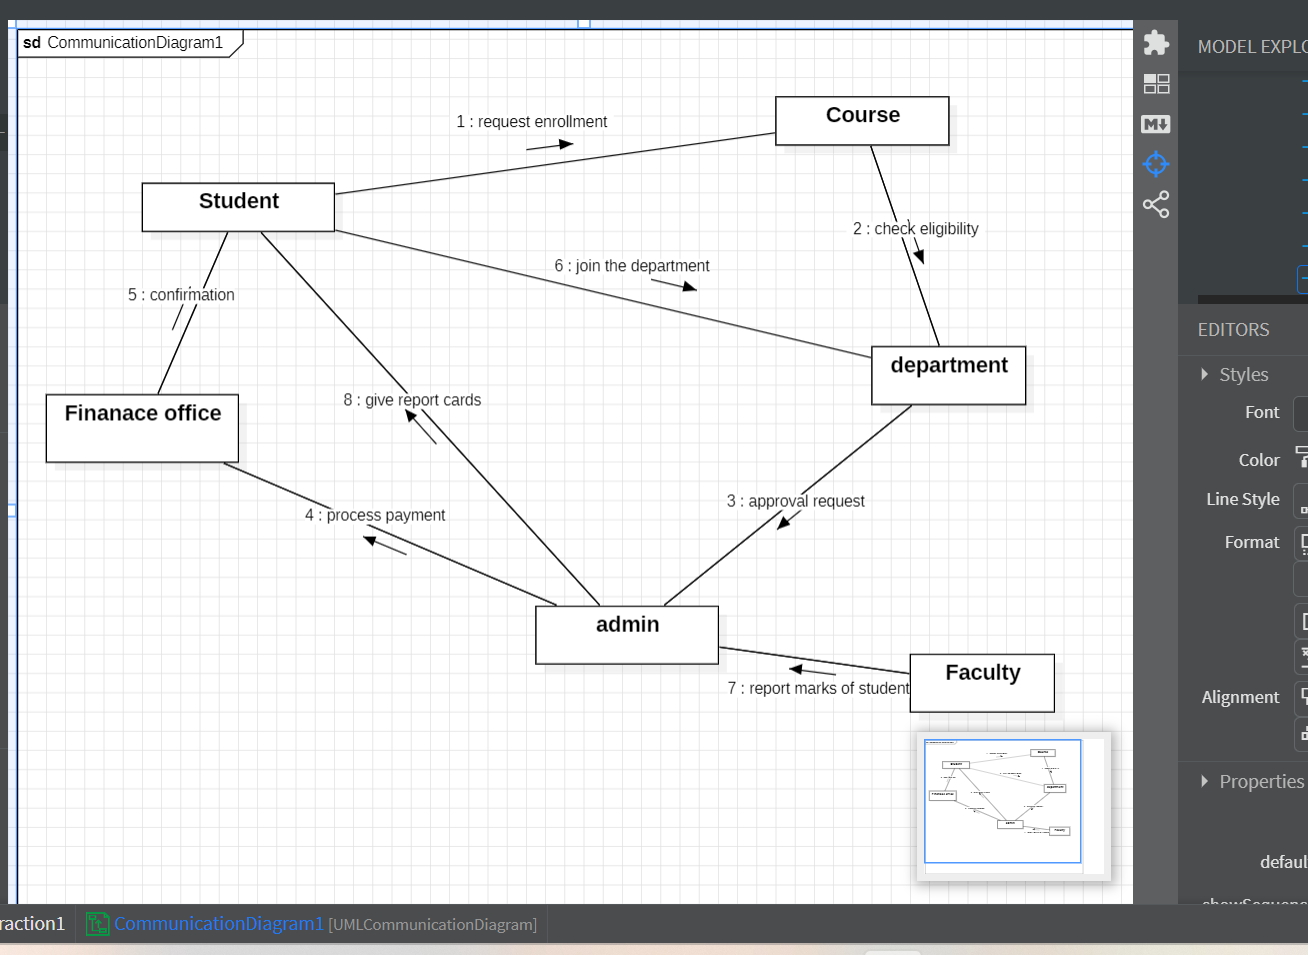 sd CommunicationDiagram1
MODEL EXPLO
Course
1 : request enrollment
Student
2 : check eligibility
6 : join the department
5 : confirmation
EDITORS
department
Styles
8 : give report cards
Font
Finanace office
Color
3 : approval request
Line Style
4 : process payment
Format
admin
Faculty
7 : report marks of student
Alignment
Properties
defaul
raction1
CommunicationDiagram1 [UMLCommunicationDiagram]